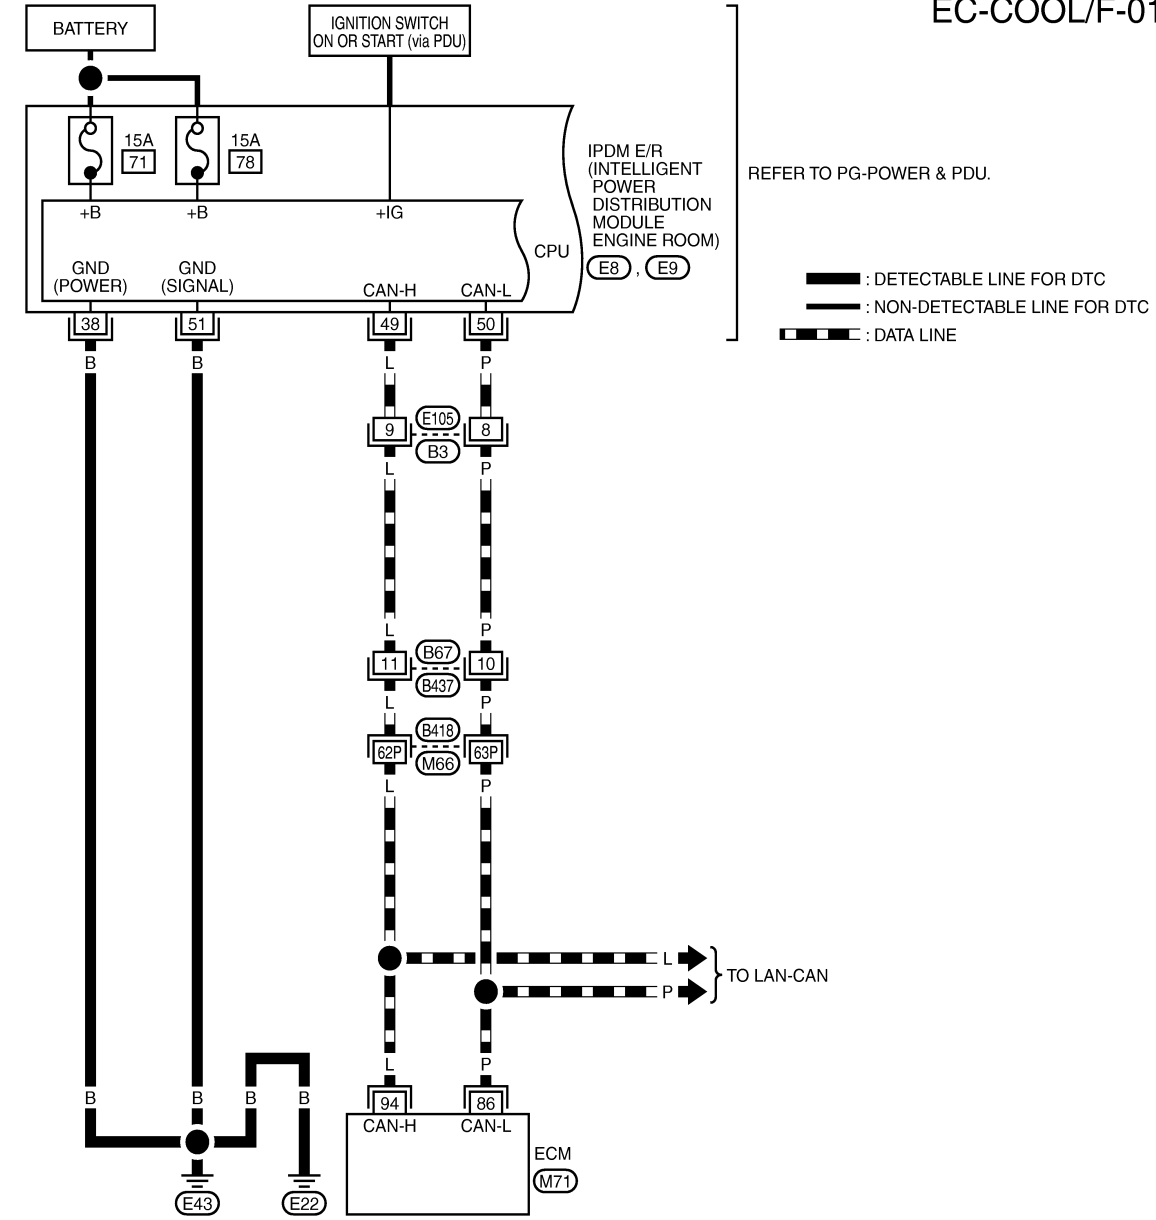 EC-COOL/F-01
BATTERY
IGNITION SWITCH
ON OR START (via PDU)
15A
71
15A
78
IPDM E/R
(INTELLIGENT
POWER
DISTRIBUTION
MODULE
ENGINE ROOM)
E8 , E9
REFER TO PG-POWER & PDU.
+B
+B
+IG
CPU
GND
(POWER)
GND
(SIGNAL)
CAN-H
CAN-L
: DETECTABLE LINE FOR DTC
: NON-DETECTABLE LINE FOR DTC
: DATA LINE
38
51
49
50
B
B
L
P
9
E105
B3
8
L
P
L
P
11
B67
B437
10
L
P
62P
B418
M66
63P
L
P
L
P
TO LAN-CAN
L
P
B
B
B
B
94
86
CAN-H
CAN-L
ECM
M71
E43
E22